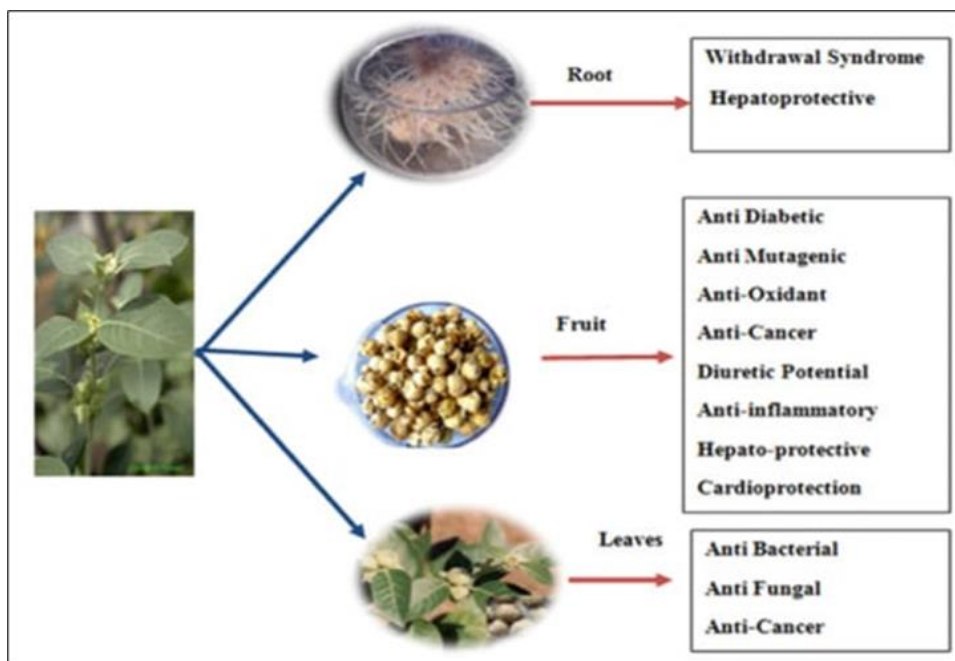 Root
Withdrawal Syndrome
Hepatoprotective
Fruit
Anti Diabetic
Anti Mutagenic
Anti-Oxidant
Anti-Cancer
Diuretic Potential
Anti-inflammatory
Hepato-protective
Cardioprotection
Leaves
Anti Bacterial
Anti Fungal
Anti-Cancer